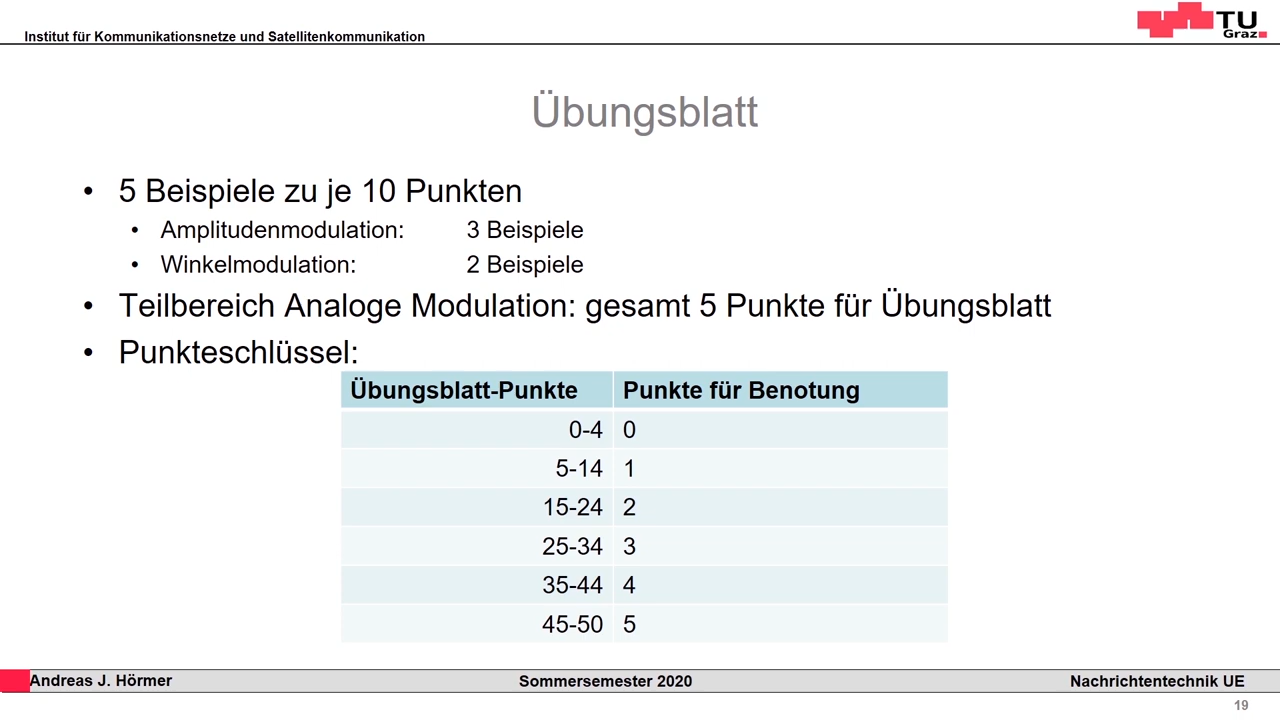 Institut für Kommunikationsnetze und Satellitenkommunikation
TU
Graz
Übungsblatt
• 5 Beispiele zu je 10 Punkten
• Amplitudenmodulation: 3 Beispiele
• Winkelmodulation: 2 Beispiele
• Teilbereich Analoge Modulation: gesamt 5 Punkte für Übungsblatt
• Punkteschlüssel:
Übungsblatt-Punkte Punkte für Benotung
0-4 0
5-14 1
15-24 2
25-34 3
35-44 4
45-50 5
Andreas J. Hörmer Sommersemester 2020 Nachrichtentechnik UE
19